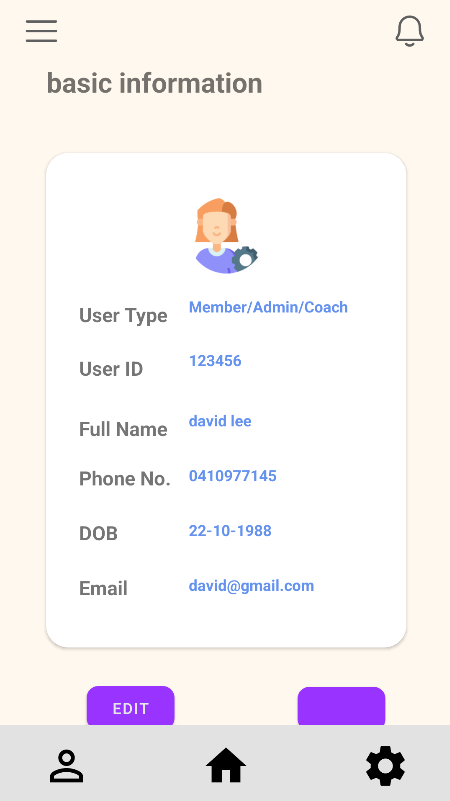 basic information
User Type Member/Admin/Coach
User ID 123456
Full Name david lee
Phone No. 0410977145
DOB 22-10-1988
Email david@gmail.com
EDIT